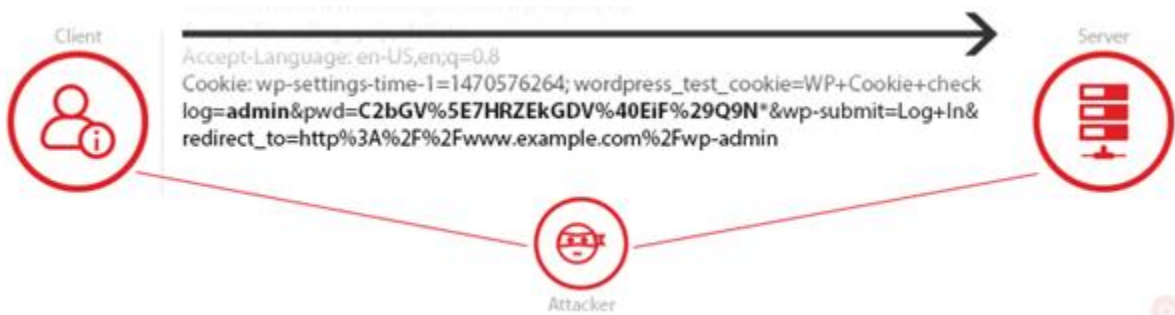 Client
Server
Accept-Language: en-US,en;q=0.8
Cookie: wp-settings-time-1=1470576264; wordpress_test_cookie=WP+Cookie+check
log=admin&pwd=C2bGV%5E7HRZEkGDV%40EiF%29Q9N*&wp-submit=Log+In&
redirect_to=http%3A%2F%2Fwww.example.com%2Fwp-admin
Attacker